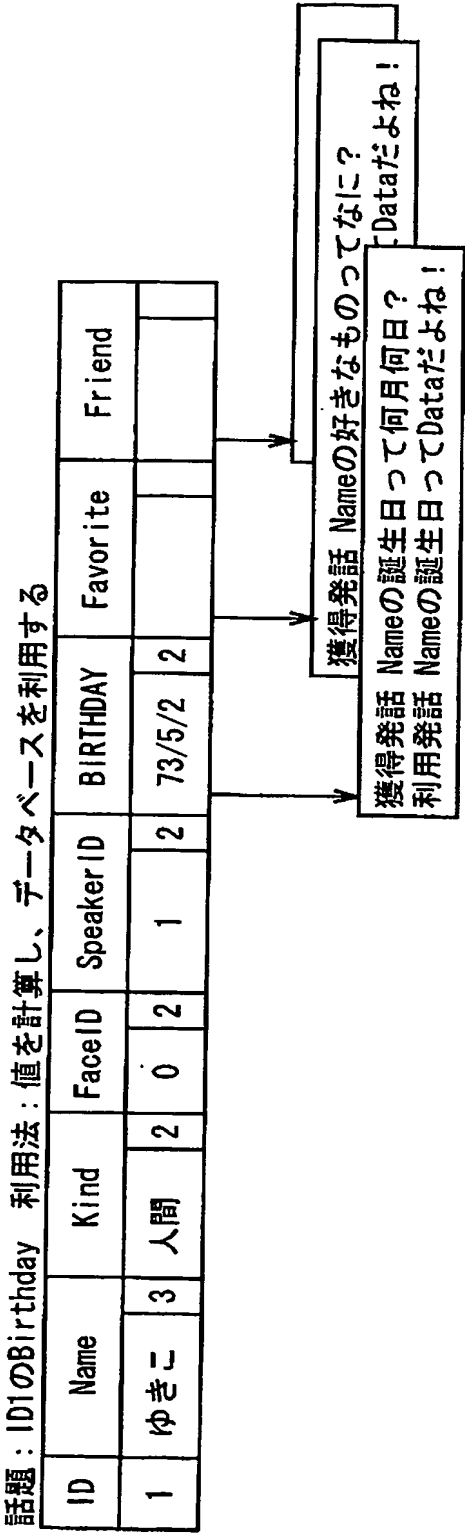 話題：ID1のBirthday 利用法：値を計算し、データベースを利用する
ID Name Kind FaceID SpeakerID BIRTHDAY Favorite Friend
1 ゆきこ 3 人間 2 0 2 1 2 73/5/2 2
獲得発話 Nameの好きなものってなに？
てDataだよね！
獲得発話 Nameの誕生日って何月何日？
利用発話 Nameの誕生日ってDataだよね！